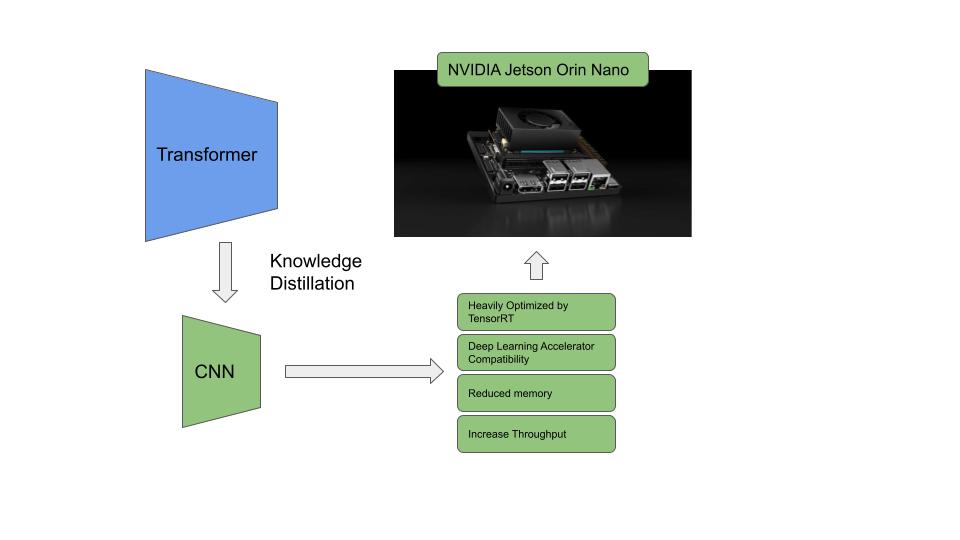 NVIDIA Jetson Orin Nano
Transformer
Knowledge
Distillation
CNN
Heavily Optimized by
TensorRT
Deep Learning Accelerator
Compatibility
Reduced memory
Increase Throughput